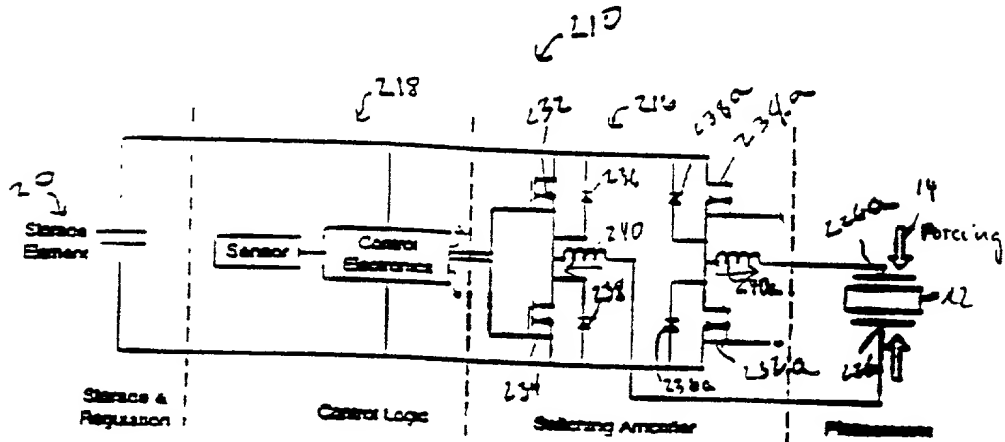 210
218
232
216
238a
234a
236
20
Storage
Element
Sensor
Control
Electronics
240
240a
226a
14
Forcing
12
238
234
236a
232a
226
Storage &
Regulation
Control Logic
Switching Amplifier